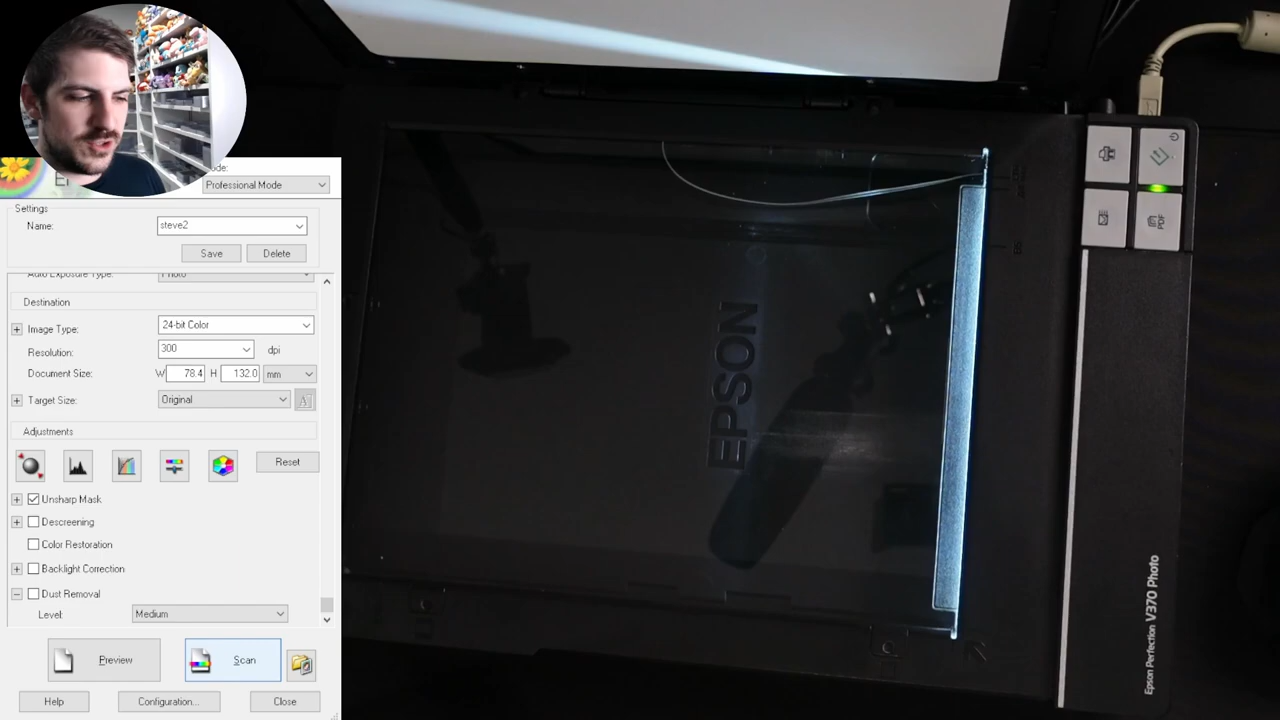 Professional Mode
Settings
Name:
steve2
Save
Delete
Destination
Image Type:
24-bit Color
Resolution:
300
dpi
Document Size:
W
78.4
H
132.0
mm
Target Size:
Original
Adjustments
Reset
Unsharp Mask
Descreening
Color Restoration
Backlight Correction
Dust Removal
Level:
Medium
Preview
Scan
Help
Configuration...
Close
EPSON
PDF
Epson Perfection V370 Photo